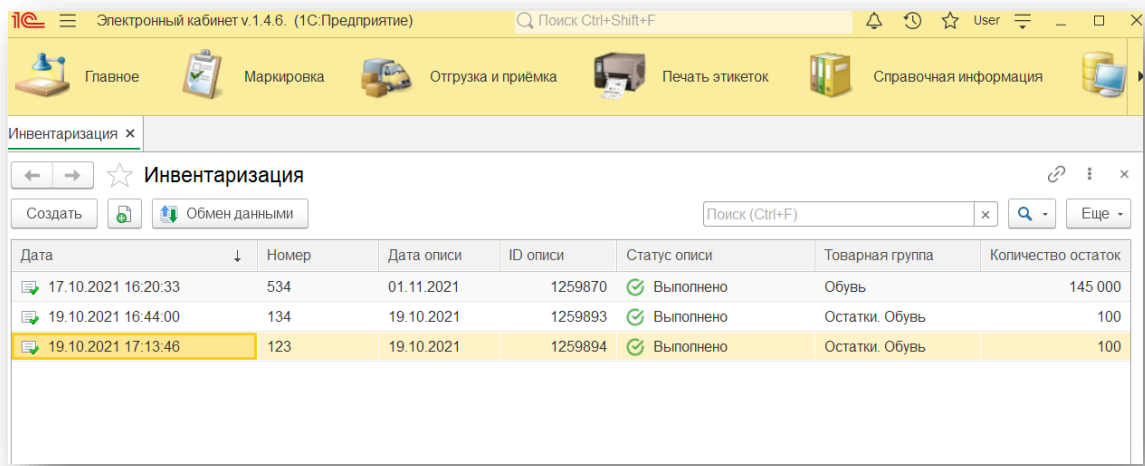 1С Электронный кабинет v.1.4.6. (1С:Предприятие) Поиск Ctrl+Shift+F User
Главное Маркировка Отгрузка и приёмка Печать этикеток Справочная информация
Инвентаризация ×
Инвентаризация
Создать Обмен данными Поиск (Ctrl+F) × Еще
Дата ↓ Номер Дата описи ID описи Статус описи Товарная группа Количество остаток
17.10.2021 16:20:33 534 01.11.2021 1259870 Выполнено Обувь 145 000
19.10.2021 16:44:00 134 19.10.2021 1259893 Выполнено Остатки. Обувь 100
19.10.2021 17:13:46 123 19.10.2021 1259894 Выполнено Остатки. Обувь 100